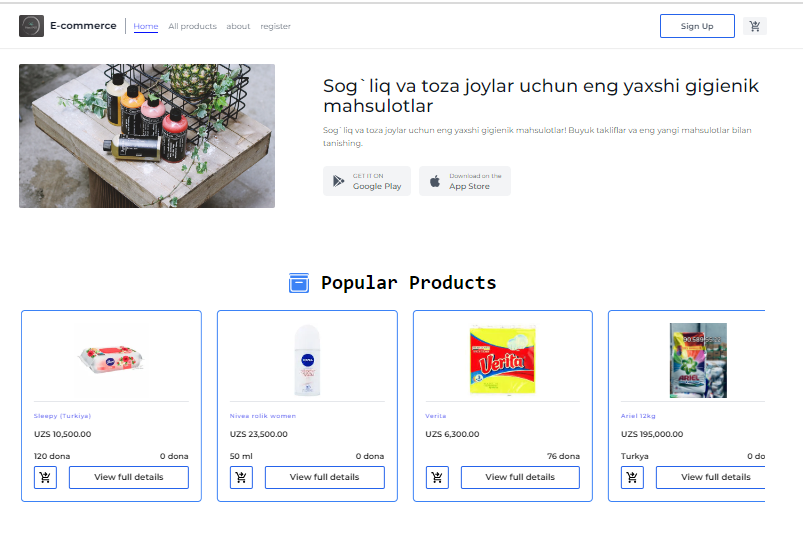 E-commerce
Home
All products
about
register
Sign Up
Sog`liq va toza joylar uchun eng yaxshi gigienik
mahsulotlar
Sog`liq va toza joylar uchun eng yaxshi gigienik mahsulotlar! Buyuk takliflar va eng yangi mahsulotlar bilan
tanishing.
GET IT ON
Google Play
Download on the
App Store
Popular Products
NIVEA
Verita
ARIEL
Sleepy (Turkiya)
Nivea rolik women
Verita
Ariel 12kg
UZS 10,500.00
UZS 23,500.00
UZS 6,300.00
UZS 195,000.00
120 dona
0 dona
50 ml
0 dona
76 dona
Turkya
0 do
View full details
View full details
View full details
View full details